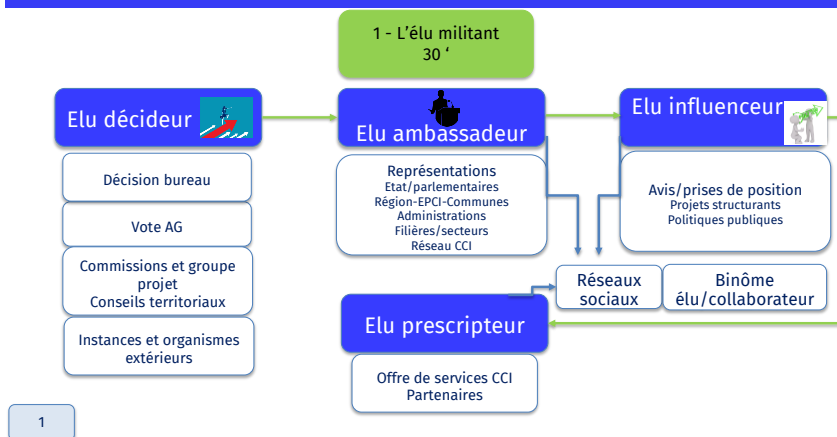 1 - L’élu militant
30 ‘
Elu décideur
Elu ambassadeur
Elu influenceur
Décision bureau
Vote AG
Commissions et groupe
projet
Conseils territoriaux
Instances et organismes
extérieurs
Représentations
Etat/parlementaires
Région-EPCI-Communes
Administrations
Filières/secteurs
Réseau CCI
Avis/prises de position
Projets structurants
Politiques publiques
Réseaux
sociaux
Binôme
élu/collaborateur
Elu prescripteur
Offre de services CCI
Partenaires
1